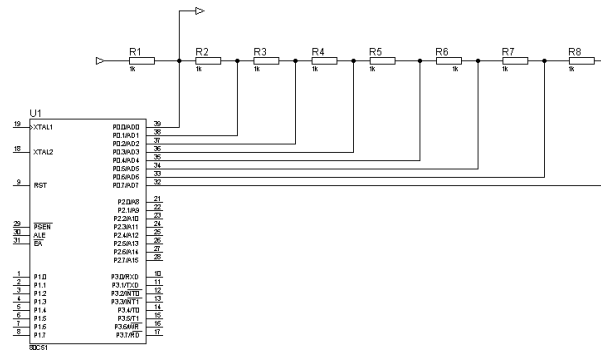 R1 R2 R3 R4 R5 R6 R7 R8
1k 1k 1k 1k 1k 1k 1k 1k
U1
19 XTAL1 P0.0/AD0 39
P0.1/AD1 38
18 XTAL2 P0.2/AD2 37
P0.3/AD3 36
P0.4/AD4 35
P0.5/AD5 34
P0.6/AD6 33
9 RST P0.7/AD7 32
P2.0/A8 21
P2.1/A9 22
P2.2/A10 23
29 PSEN P2.3/A11 24
30 ALE P2.4/A12 25
31 EA P2.5/A13 26
P2.6/A14 27
P2.7/A15 28
1 P1.0 P3.0/RXD 10
2 P1.1 P3.1/TXD 11
3 P1.2 P3.2/INT0 12
4 P1.3 P3.3/INT1 13
5 P1.4 P3.4/T0 14
6 P1.5 P3.5/T1 15
7 P1.6 P3.6/WR 16
8 P1.7 P3.7/RD 17
80C51